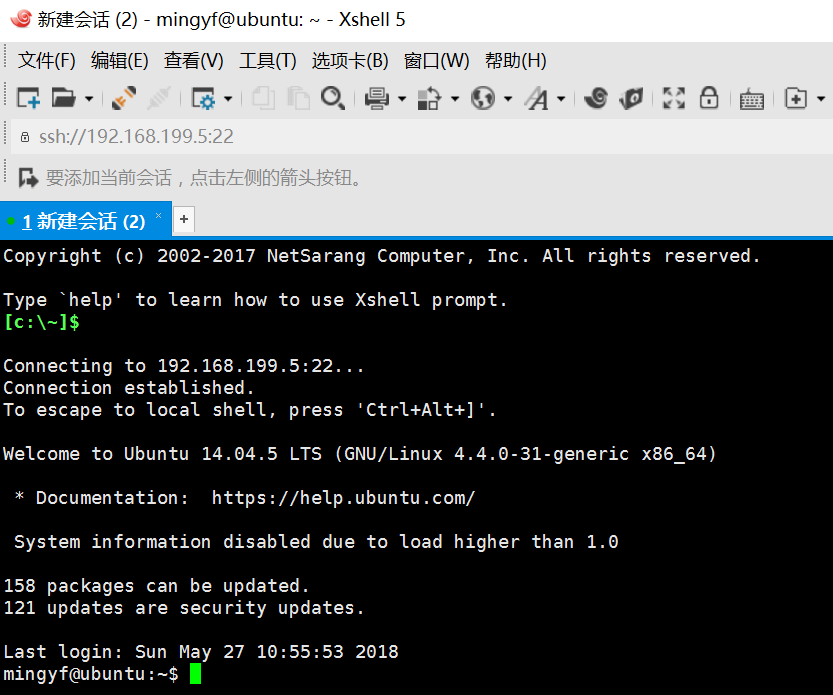 新建会话 (2) - mingyf@ubuntu: ~ - Xshell 5
文件(F) 编辑(E) 查看(V) 工具(T) 选项卡(B) 窗口(W) 帮助(H)
ssh://192.168.199.5:22
要添加当前会话，点击左侧的箭头按钮。
1 新建会话 (2) × +
Copyright (c) 2002-2017 NetSarang Computer, Inc. All rights reserved.
Type `help' to learn how to use Xshell prompt.
[c:\~]$
Connecting to 192.168.199.5:22...
Connection established.
To escape to local shell, press 'Ctrl+Alt+]'.
Welcome to Ubuntu 14.04.5 LTS (GNU/Linux 4.4.0-31-generic x86_64)
* Documentation:  https://help.ubuntu.com/
System information disabled due to load higher than 1.0
158 packages can be updated.
121 updates are security updates.
Last login: Sun May 27 10:55:53 2018
mingyf@ubuntu:~$